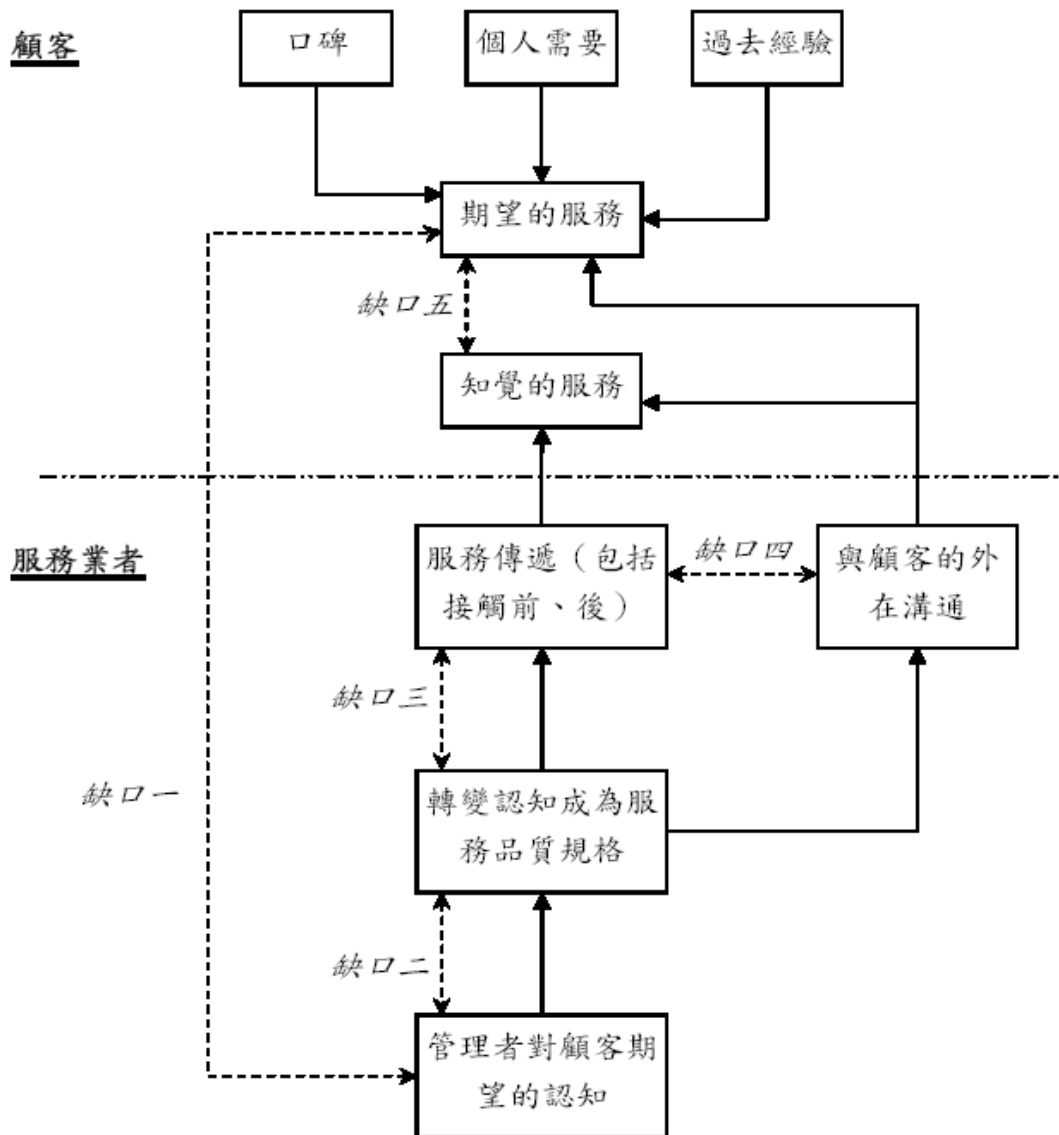 顧客
口碑
個人需要
過去經驗
期望的服務
缺口五
知覺的服務
服務業者
服務傳遞（包括
接觸前、後）
缺口四
與顧客的外
在溝通
缺口三
缺口一
轉變認知成為服
務品質規格
缺口二
管理者對顧客期
望的認知